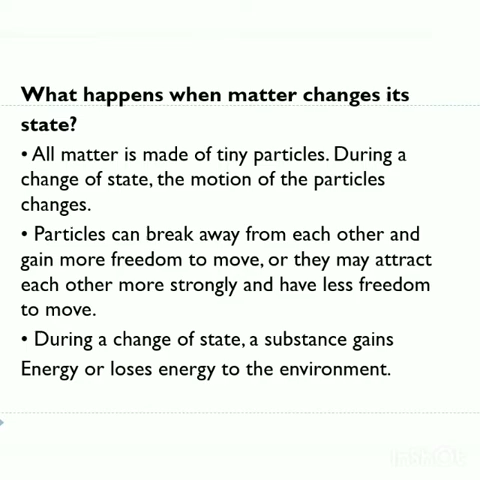 What happens when matter changes its
state?
• All matter is made of tiny particles. During a
change of state, the motion of the particles
changes.
• Particles can break away from each other and
gain more freedom to move, or they may attract
each other more strongly and have less freedom
to move.
• During a change of state, a substance gains
Energy or loses energy to the environment.
InShOt